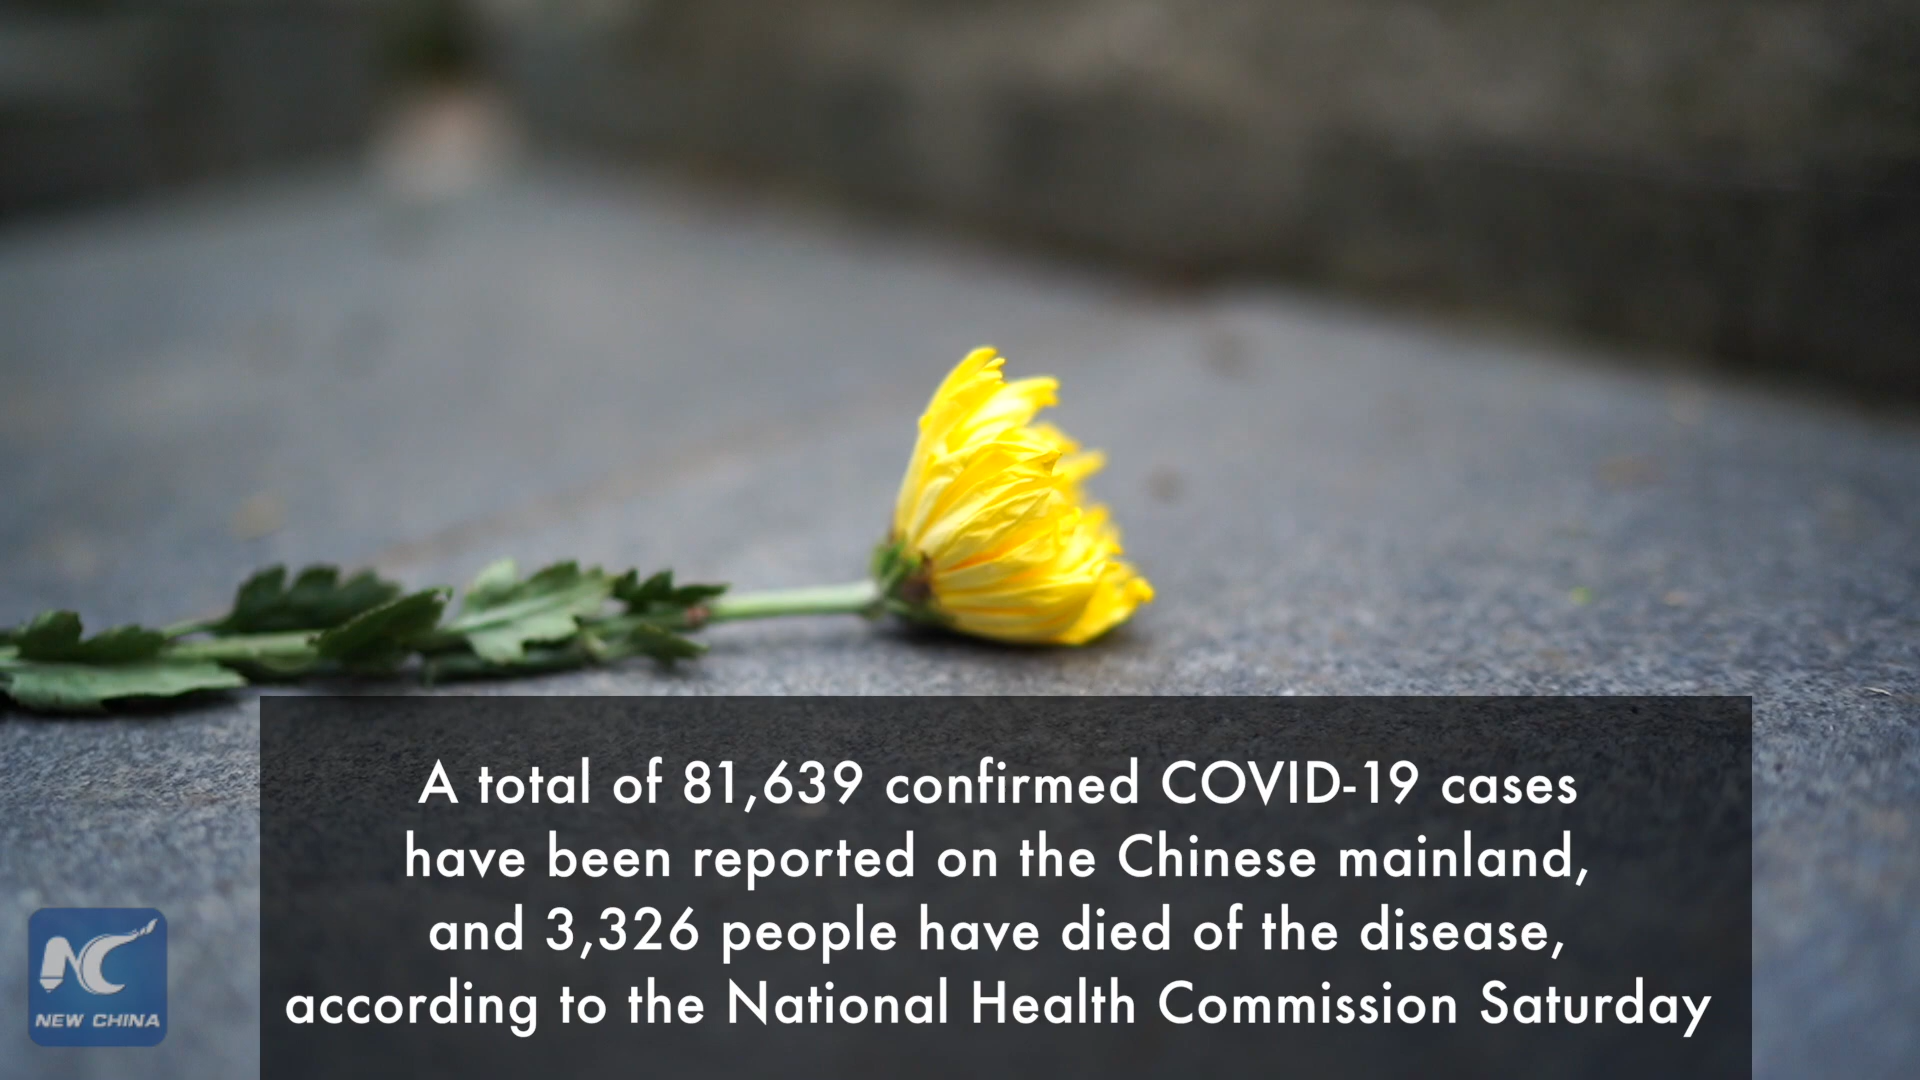 A total of 81,639 confirmed COVID-19 cases
have been reported on the Chinese mainland,
and 3,326 people have died of the disease,
according to the National Health Commission Saturday
NC
NEW CHINA